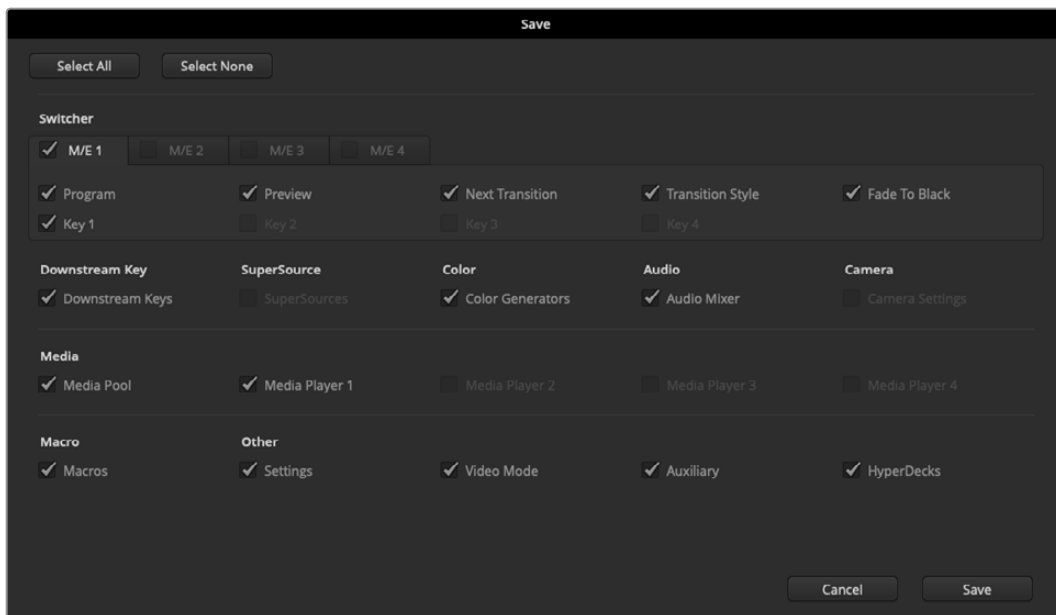 Save
Select All Select None
Switcher
M/E 1 M/E 2 M/E 3 M/E 4
Program Preview Next Transition Transition Style Fade To Black
Key 1 Key 2 Key 3 Key 4
Downstream Key SuperSource Color Audio Camera
Downstream Keys SuperSources Color Generators Audio Mixer Camera Settings
Media
Media Pool Media Player 1 Media Player 2 Media Player 3 Media Player 4
Macro Other
Macros Settings Video Mode Auxiliary HyperDecks
Cancel Save